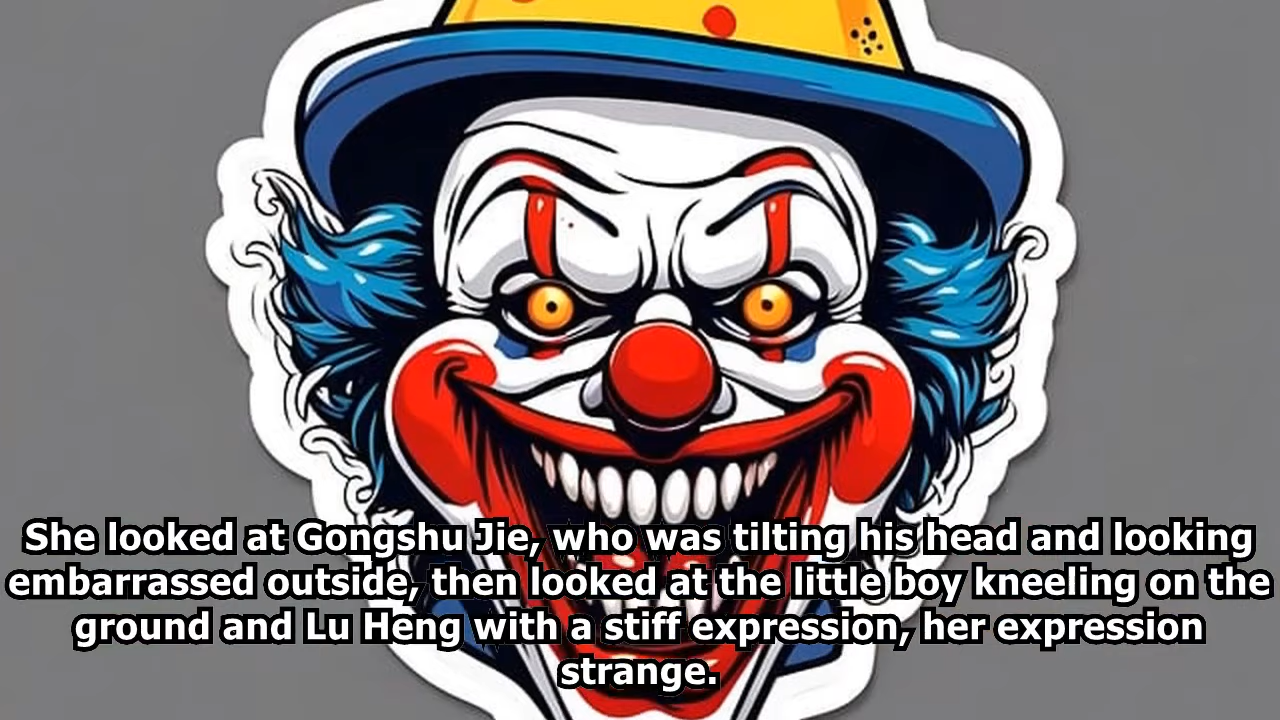 She looked at Gongshu Jie, who was tilting his head and looking
embarrassed outside, then looked at the little boy kneeling on the
ground and Lu Heng with a stiff expression, her expression
strange.